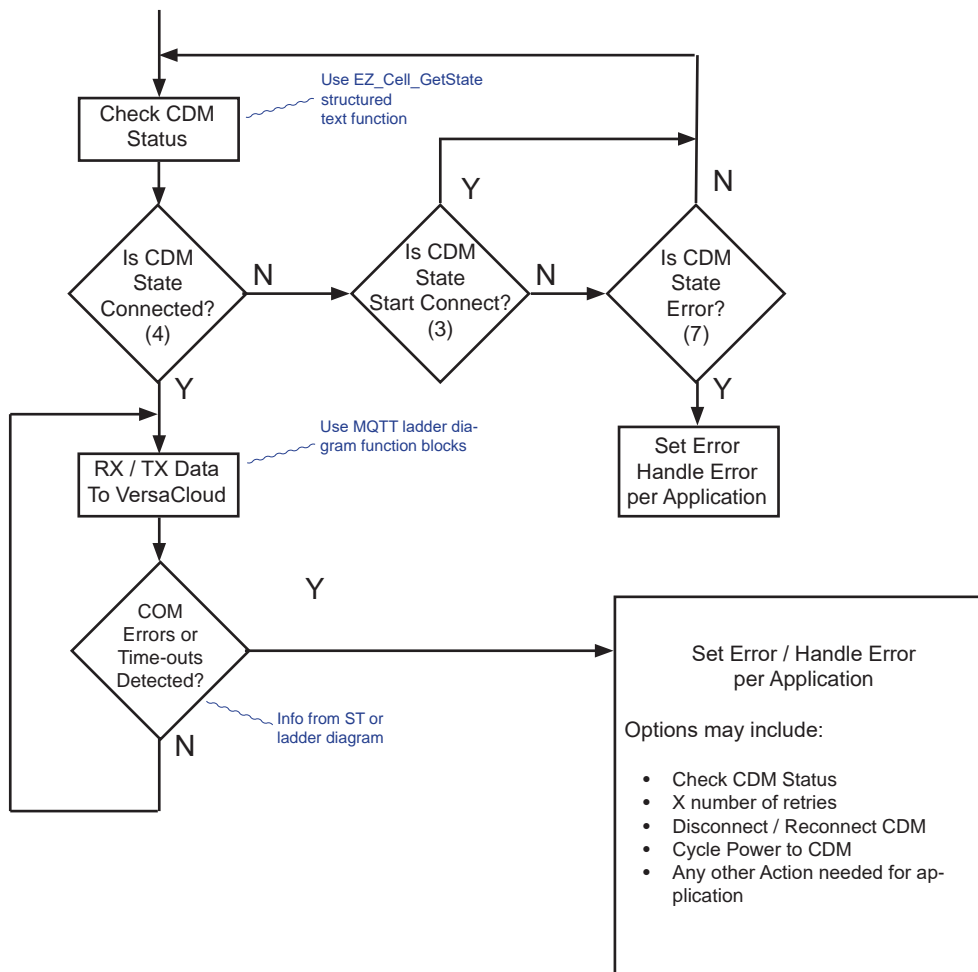 Use EZ_Cell_GetState
structured
text function
Check CDM
Status
Y
N
Is CDM
State
Connected?
(4)
N
Is CDM
State
Start Connect?
(3)
N
Is CDM
State
Error?
(7)
Y
Y
Use MQTT ladder dia-
gram function blocks
RX / TX Data
To VersaCloud
Set Error
Handle Error
per Application
Y
COM
Errors or
Time-outs
Detected?
Info from ST or
ladder diagram
N
Set Error / Handle Error
per Application
Options may include:
• Check CDM Status
• X number of retries
• Disconnect / Reconnect CDM
• Cycle Power to CDM
• Any other Action needed for ap-
plication